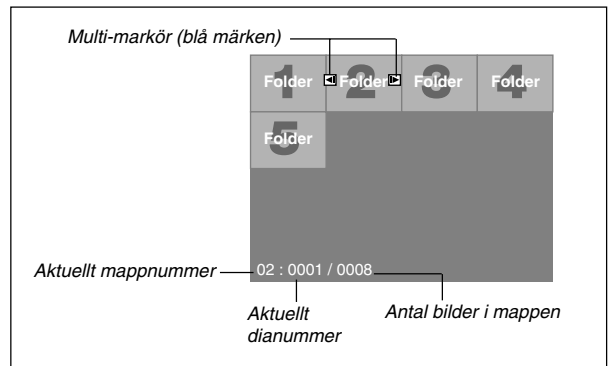 Multi-markör (blå märken)
1 Folder 2 Folder 3 Folder 4 Folder
5 Folder
Aktuellt mappnummer
02 : 0001 / 0008
Aktuellt
dianummer
Antal bilder i mappen